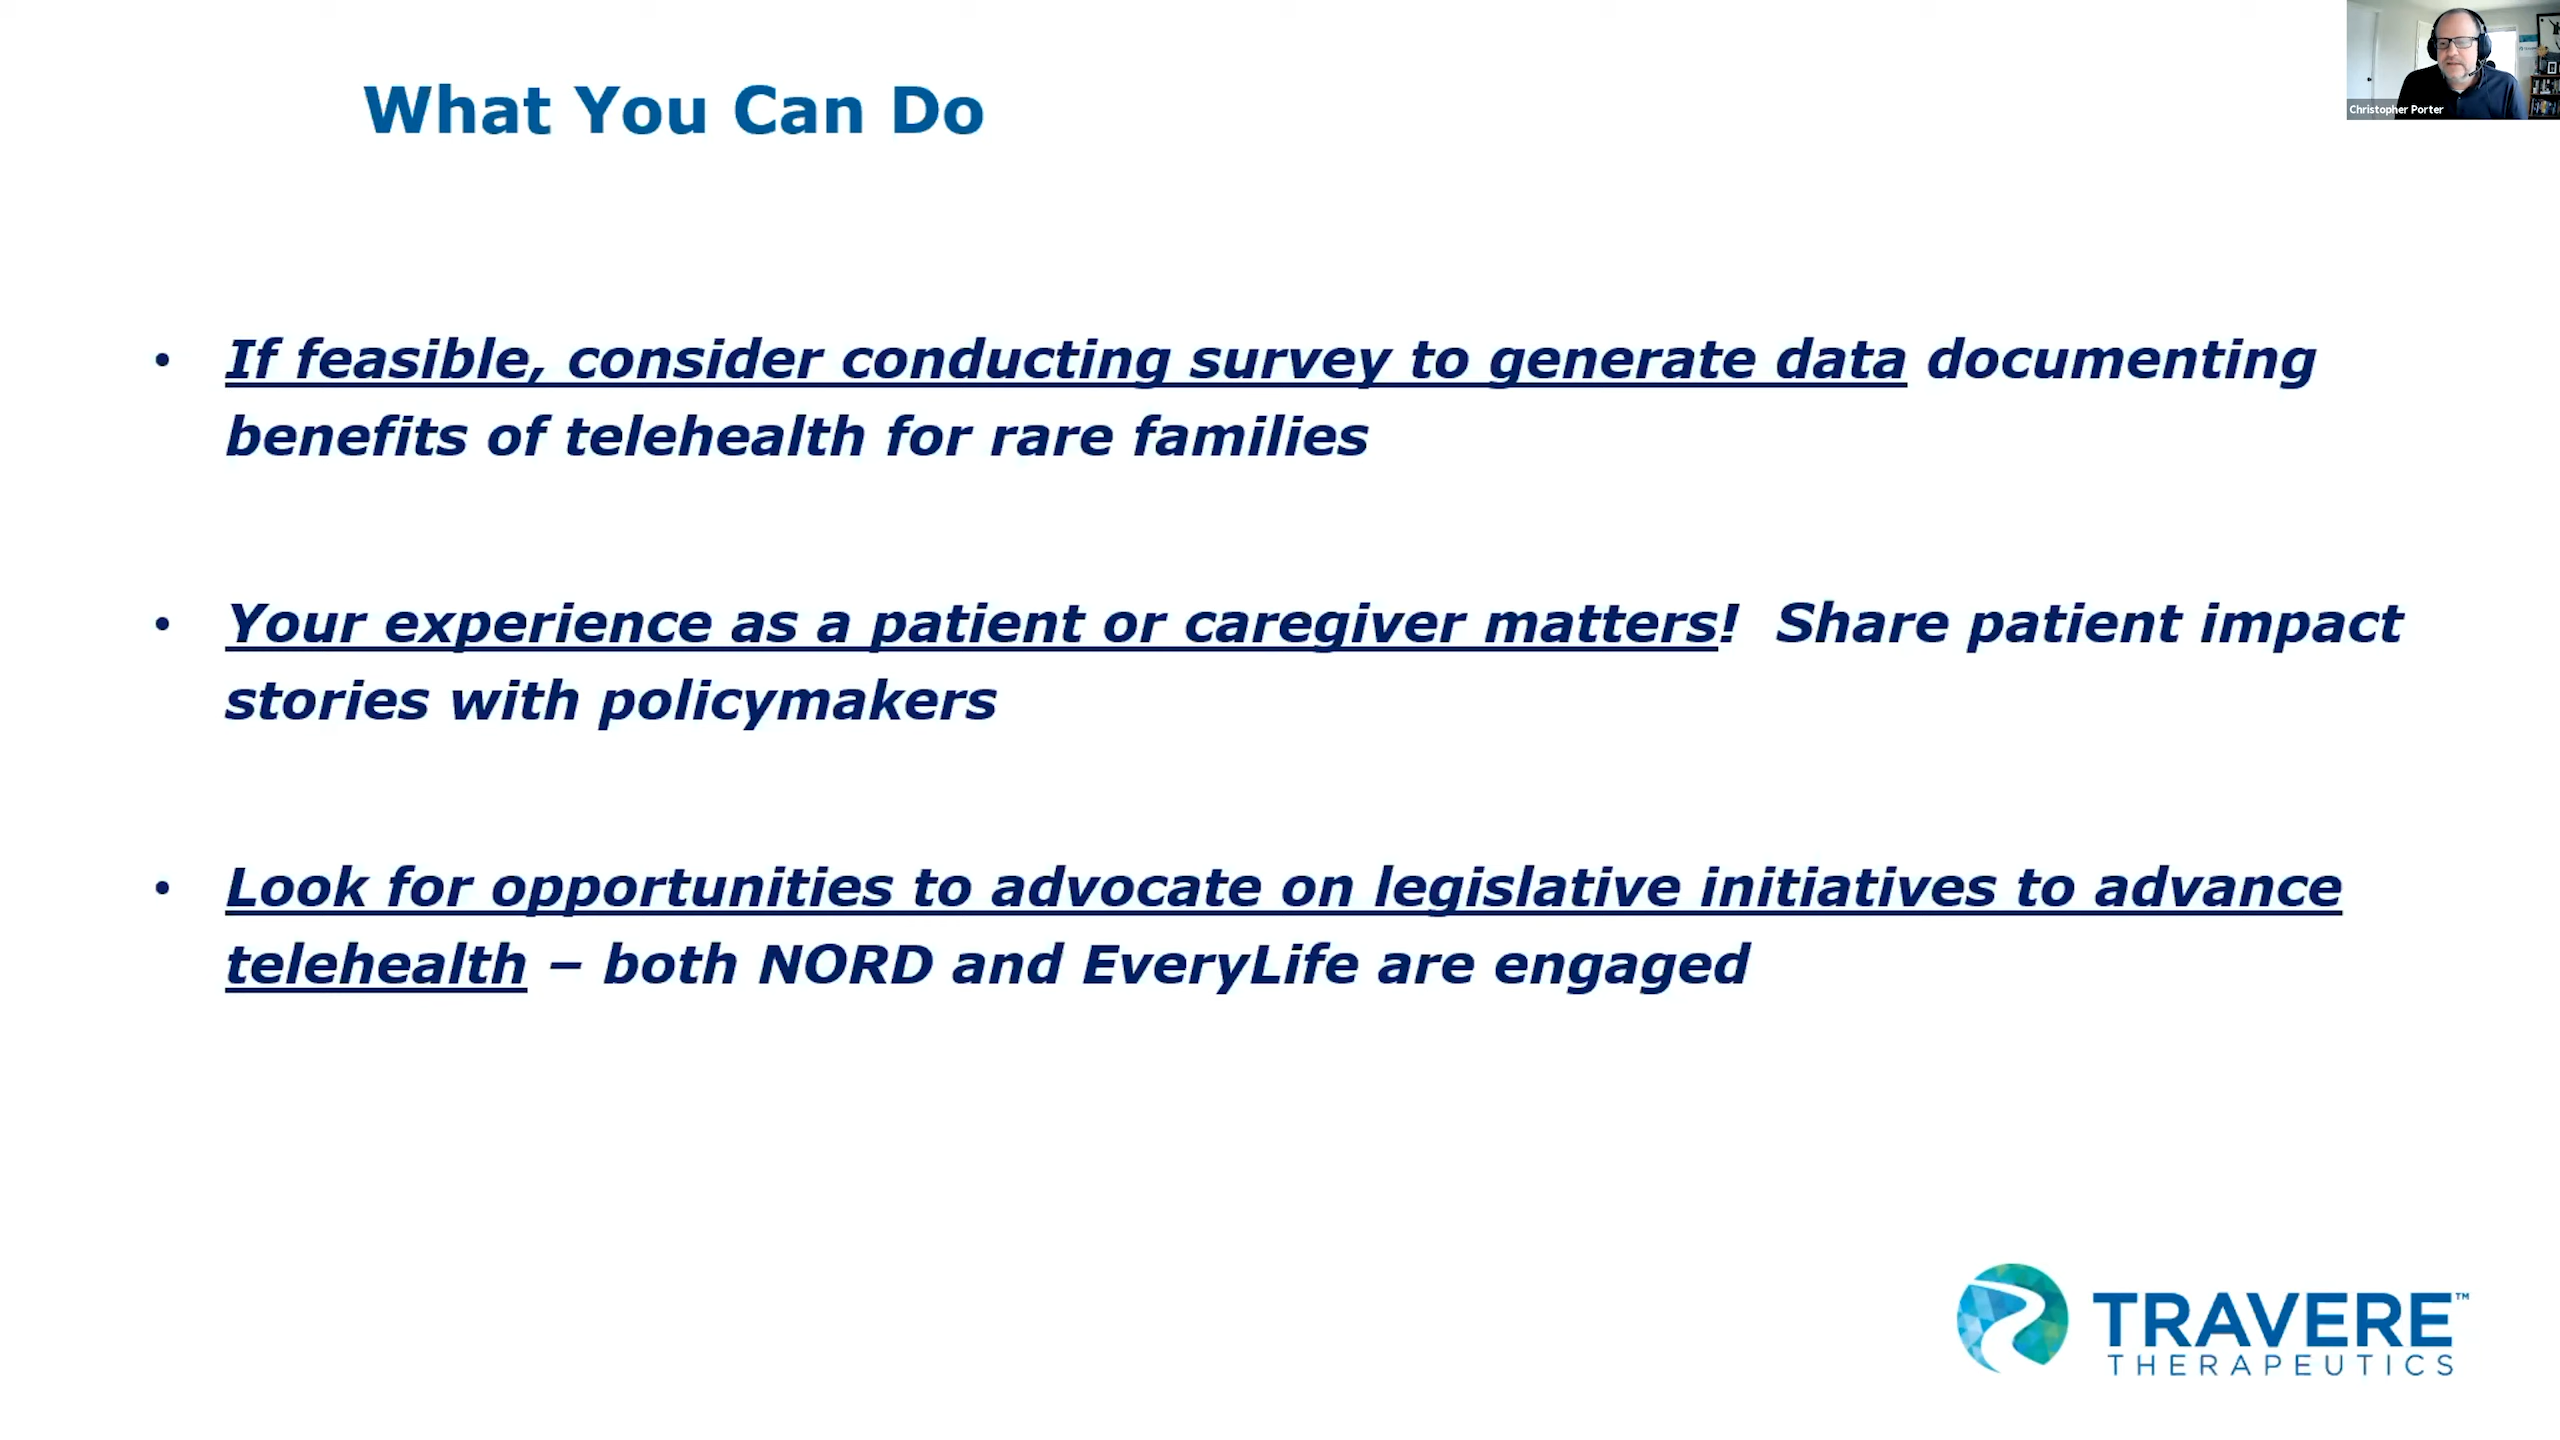 What You Can Do
Christopher Porter
• If feasible, consider conducting survey to generate data documenting
benefits of telehealth for rare families
• Your experience as a patient or caregiver matters!  Share patient impact
stories with policymakers
• Look for opportunities to advocate on legislative initiatives to advance
telehealth – both NORD and EveryLife are engaged
TRAVERE™
THERAPEUTICS